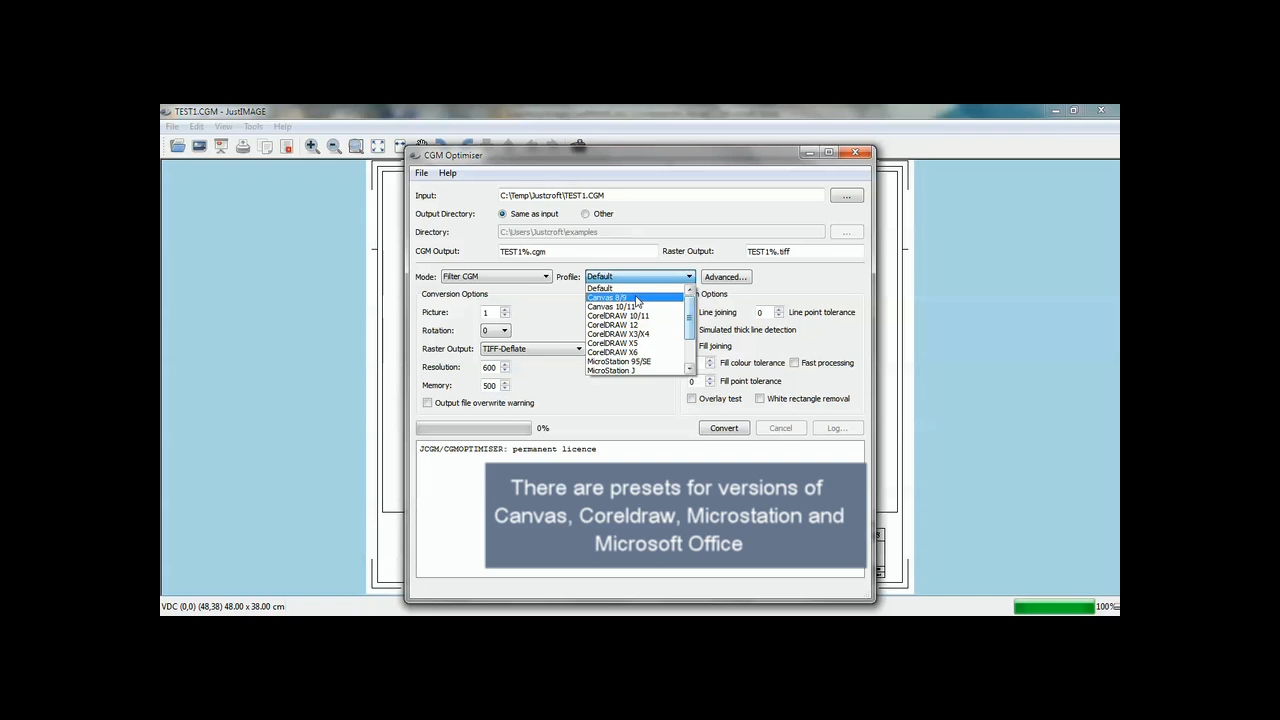 TEST1.CGM - JustIMAGE
File Edit View Tools Help
CGM Optimiser
File Help
Input: C:\Temp\Justcroft\TEST1.CGM ...
Output Directory: Same as input Other
Directory: C:\Users\Justcroft\examples ...
CGM Output: TEST1%.cgm Raster Output: TEST1%.tiff
Mode: Filter CGM Profile: Default Advanced...
Default
Canvas 8/9
Canvas 10/11
CorelDRAW 10/11
CorelDRAW 12
CorelDRAW X3/X4
CorelDRAW X5
CorelDRAW X6
MicroStation 95/SE
MicroStation J
Conversion Options
Picture: 1
Rotation: 0
Raster Output: TIFF-Deflate
Resolution: 600
Memory: 500
Output file overwrite warning
Options
Line joining 0 Line point tolerance
Simulated thick line detection
Fill joining
Fill colour tolerance Fast processing
0 Fill point tolerance
Overlay test White rectangle removal
0% Convert Cancel Log...
JCGM/CGMOPTIMISER: permanent licence
There are presets for versions of
Canvas, Coreldraw, Microstation and
Microsoft Office
VDC (0,0) (48,38) 48.00 x 38.00 cm 100%